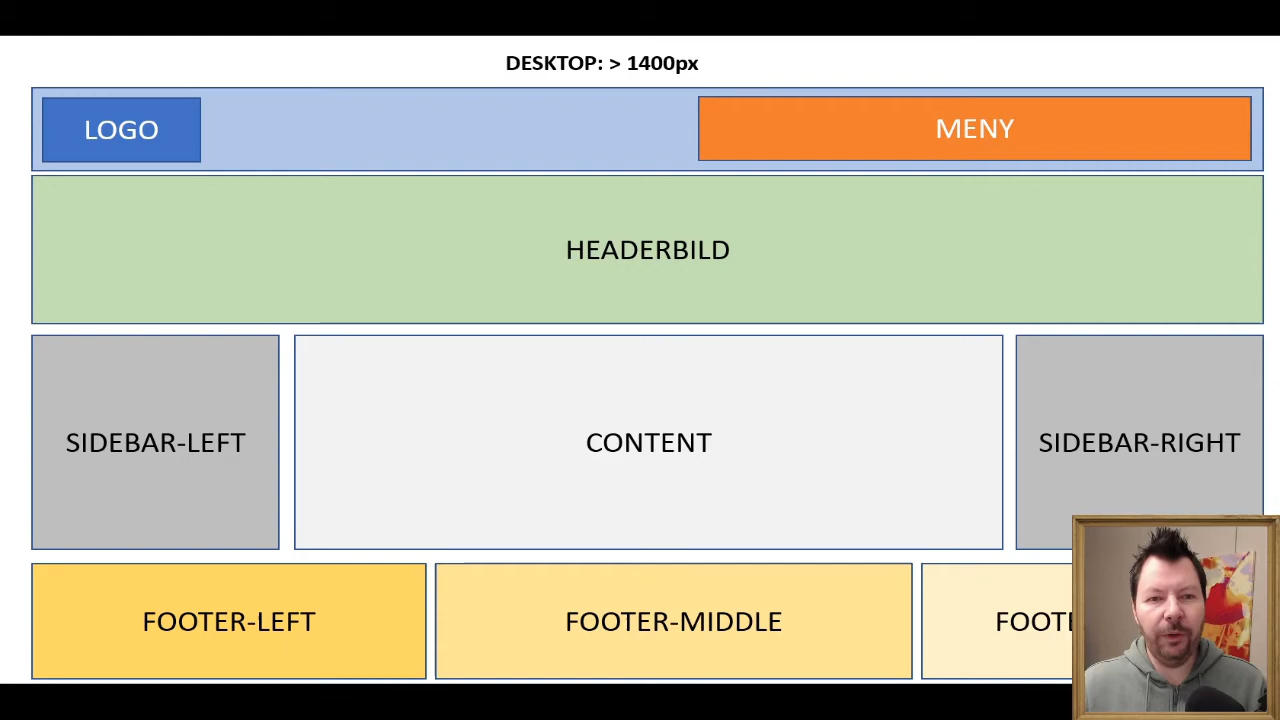 DESKTOP: > 1400px
LOGO
MENY
HEADERBILD
SIDEBAR-LEFT
CONTENT
SIDEBAR-RIGHT
FOOTER-LEFT
FOOTER-MIDDLE